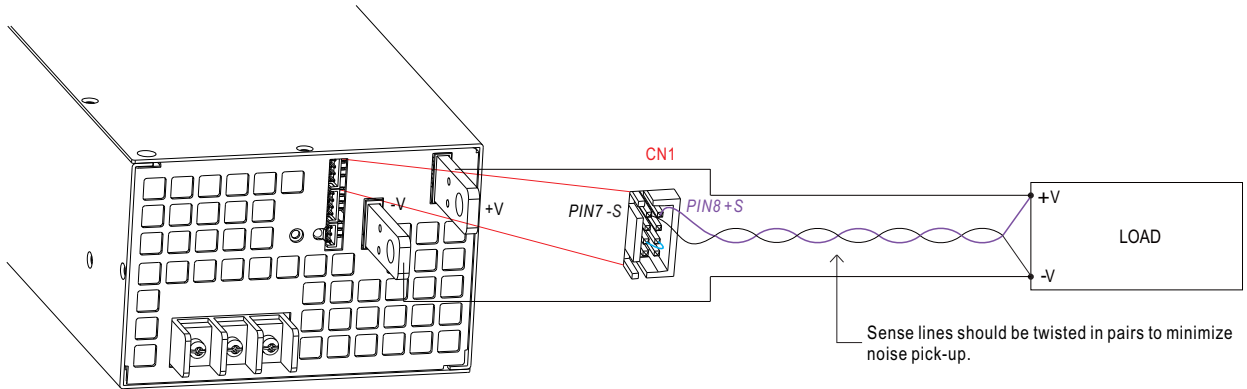 CN1
-V
+V
PIN7 -S
PIN8 +S
+V
LOAD
-V
Sense lines should be twisted in pairs to minimize
noise pick-up.